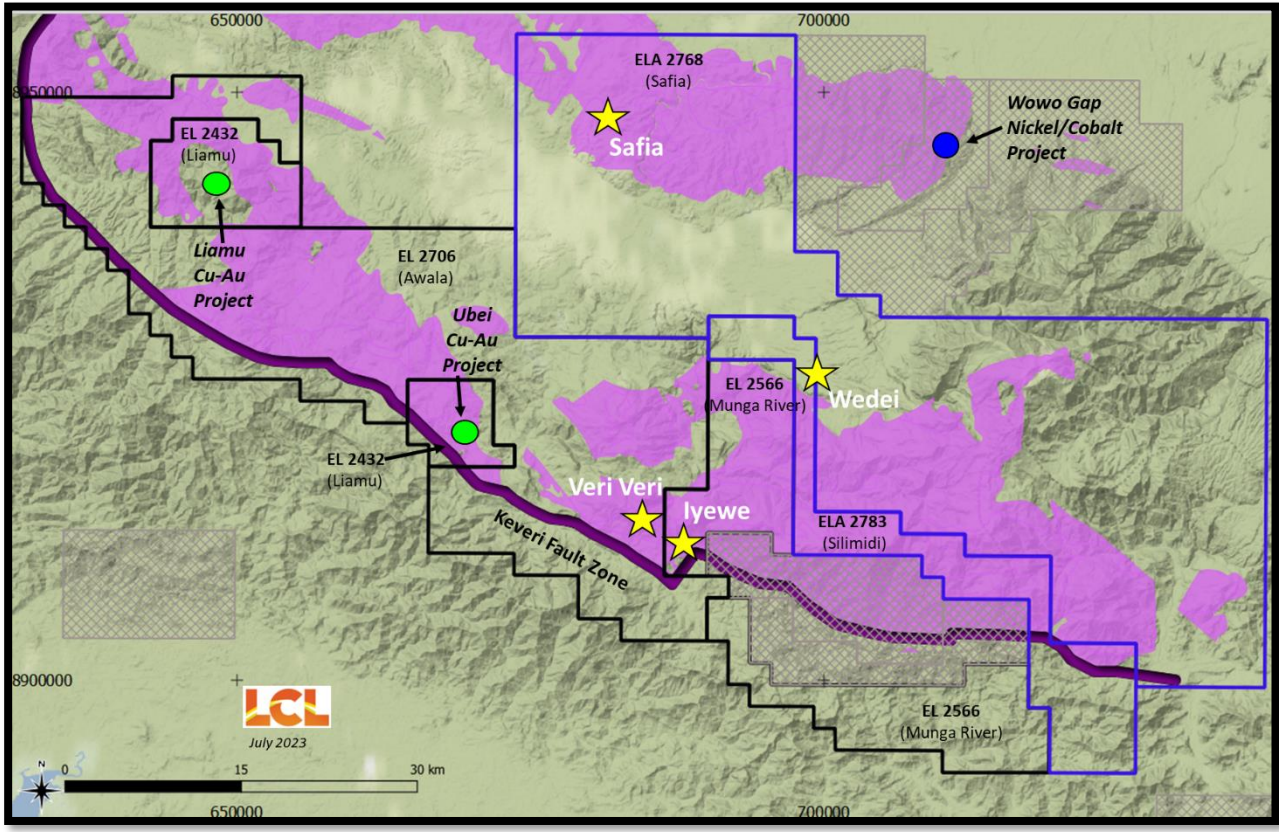 650000
700000
8950000
ELA 2768
(Safia)
Safia
Wowo Gap
Nickel/Cobalt
Project
EL 2432
(Liamu)
Liamu
Cu-Au
Project
EL 2706
(Awala)
Ubei
Cu-Au
Project
EL 2566
(Munga River)
Wedei
EL 2432
(Liamu)
Veri Veri
Iyewe
Keveri Fault Zone
ELA 2783
(Silimidi)
8900000
LCL
July 2023
EL 2566
(Munga River)
N
0 15 30 km
650000
700000